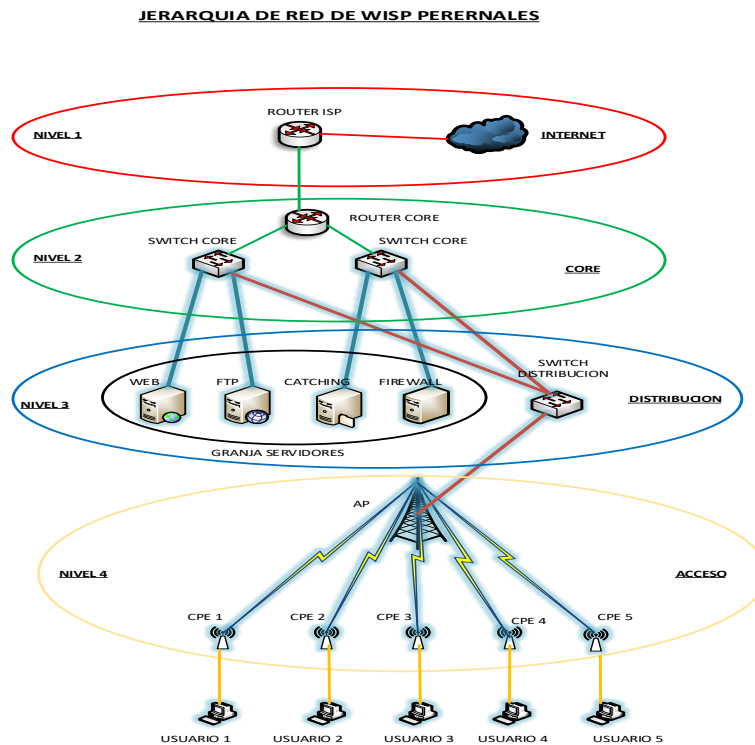 JERARQUIA DE RED DE WISP PERERNALES
ROUTER ISP
NIVEL 1
INTERNET
ROUTER CORE
SWITCH CORE
SWITCH CORE
NIVEL 2
CORE
SWITCH
DISTRIBUCION
WEB
FTP
CATCHING
FIREWALL
NIVEL 3
DISTRIBUCION
GRANJA SERVIDORES
AP
NIVEL 4
ACCESO
CPE 1
CPE 2
CPE 3
CPE 4
CPE 5
USUARIO 1
USUARIO 2
USUARIO 3
USUARIO 4
USUARIO 5